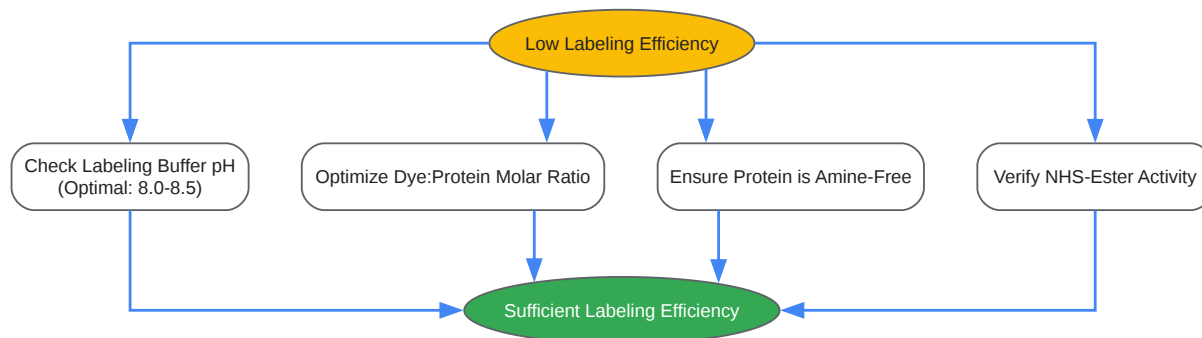 Low Labeling Efficiency
Check Labeling Buffer pH
(Optimal: 8.0-8.5)
Optimize Dye:Protein Molar Ratio
Ensure Protein is Amine-Free
Verify NHS-Ester Activity
Sufficient Labeling Efficiency